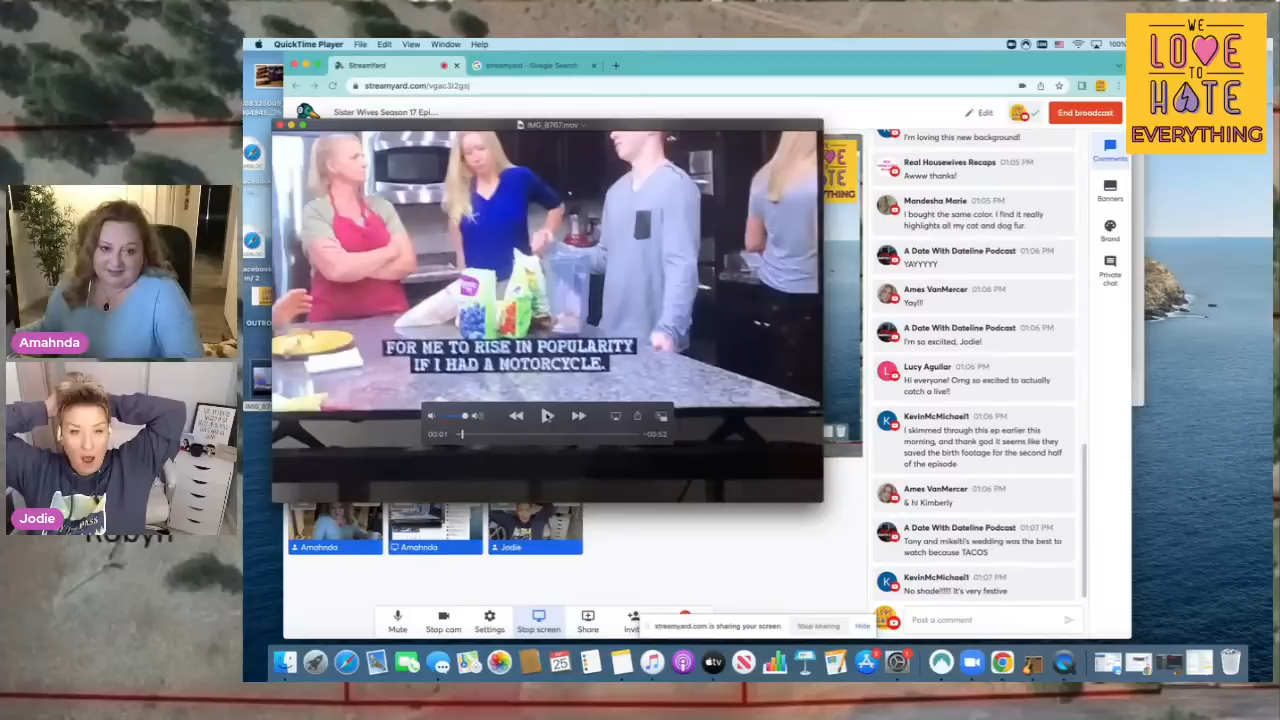 WE
LOVE
TO
HATE
EVERYTHING
QuickTime Player File Edit View Window Help
100%
StreamYard
streamyard - Google Search
streamyard.com/vgac3i2gsj
Sister Wives Season 17 Epi...
Edit
End broadcast
IMG_8767.mov
I'm loving this new background!
Real Housewives Recaps 01:05 PM
Awww thanks!
Mandesha Marie 01:05 PM
I bought the same color. I find it really
highlights all my cat and dog fur.
A Date With Dateline Podcast 01:06 PM
YAYYYYY
Ames VanMercer 01:06 PM
Yay!!!
A Date With Dateline Podcast 01:06 PM
I'm so excited, Jodie!
Lucy Aguilar 01:06 PM
Hi everyone! Omg so excited to actually
catch a live!!
KevinMcMichael1 01:06 PM
I skimmed through this ep earlier this
morning, and thank god it seems like they
saved the birth footage for the second half
of the episode
Ames VanMercer 01:06 PM
& hi Kimberly
A Date With Dateline Podcast 01:07 PM
Tony and mikelti's wedding was the best to
watch because TACOS
KevinMcMichael1 01:07 PM
No shade!!!!! It's very festive
Post a comment
Comments
Banners
Brand
Private
chat
FOR ME TO RISE IN POPULARITY
IF I HAD A MOTORCYCLE.
00:01
-00:52
Amahnda
Jodie
OUTRO
Amahnda
Amahnda
Jodie
Mute
Stop cam
Settings
Stop screen
Share
streamyard.com is sharing your screen.
Stop sharing
Hide
25
tv